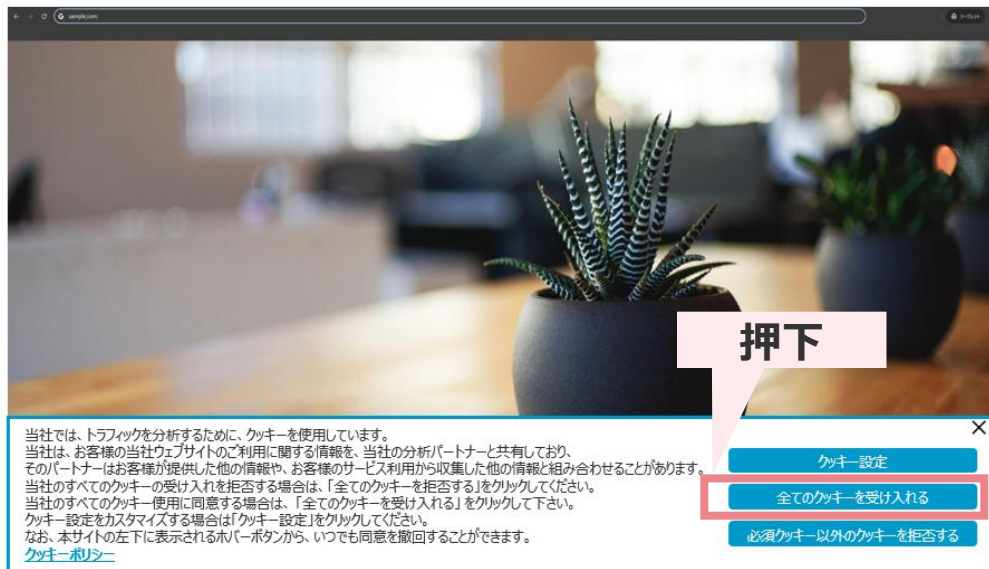 sample.com
シークレット
押下
当社では、トラフィックを分析するために、クッキーを使用しています。
当社は、お客様の当社ウェブサイトのご利用に関する情報を、当社の分析パートナーと共有しており、
そのパートナーはお客様が提供した他の情報や、お客様のサービス利用から収集した他の情報と組み合わせることがあります。
当社のすべてのクッキーの受け入れを拒否する場合は、「全てのクッキーを拒否する」をクリックしてください。
当社のすべてのクッキー使用に同意する場合は、「全てのクッキーを受け入れる」をクリックして下さい。
クッキー設定をカスタマイズする場合は「クッキー設定」をクリックしてください。
なお、本サイトの左下に表示されるホバーボタンから、いつでも同意を撤回することができます。
クッキーポリシー
クッキー設定
全てのクッキーを受け入れる
必須クッキー以外のクッキーを拒否する